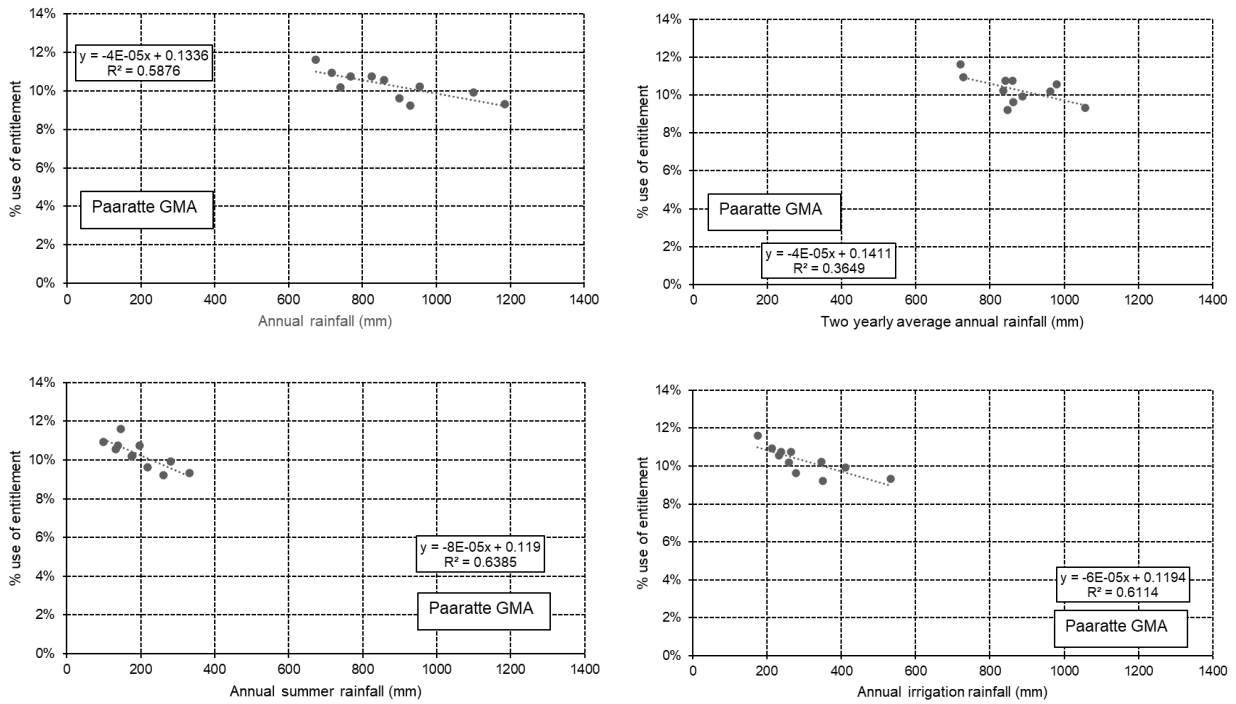 14%
12%
10%
8%
6%
4%
2%
0%
% use of entitlement
y = -4E-05x + 0.1336
R² = 0.5876
Paaratte GMA
0 200 400 600 800 1000 1200 1400
Annual rainfall (mm)
14%
12%
10%
8%
6%
4%
2%
0%
% use of entitlement
Paaratte GMA
y = -4E-05x + 0.1411
R² = 0.3649
0 200 400 600 800 1000 1200 1400
Two yearly average annual rainfall (mm)
14%
12%
10%
8%
6%
4%
2%
0%
% use of entitlement
y = -8E-05x + 0.119
R² = 0.6385
Paaratte GMA
0 200 400 600 800 1000 1200 1400
Annual summer rainfall (mm)
14%
12%
10%
8%
6%
4%
2%
0%
% use of entitlement
y = -6E-05x + 0.1194
R² = 0.6114
Paaratte GMA
0 200 400 600 800 1000 1200 1400
Annual irrigation rainfall (mm)